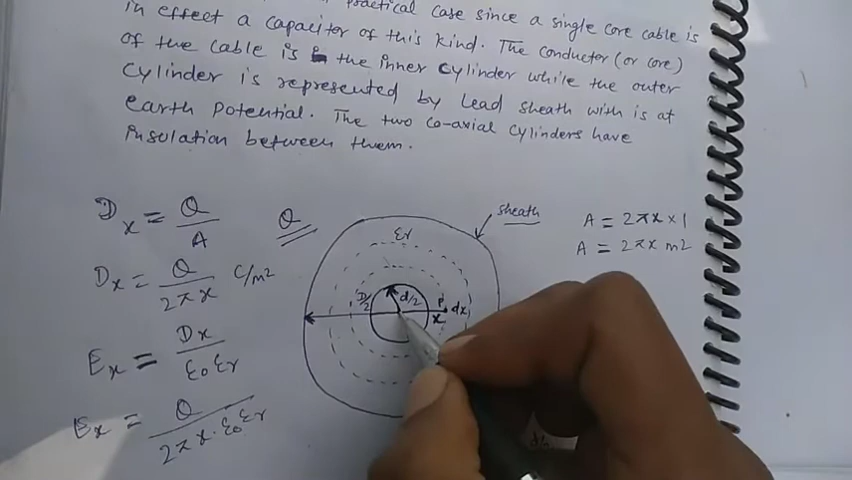 practical case since a single core cable is
in effect a capacitor of this kind. The conductor (or core)
of the cable is the inner cylinder while the outer
cylinder is represented by lead sheath wish is at
earth potential. The two co-axial cylinders have
insulation between them.
Dx = Q/A
Q
sheath
A = 2πx × 1
A = 2πx m2
εr
Dx = Q/2πx C/m²
D/2
d/2
P
x
dx
Ex = Dx/ε0εr
Ex = Q/2πx·ε0εr